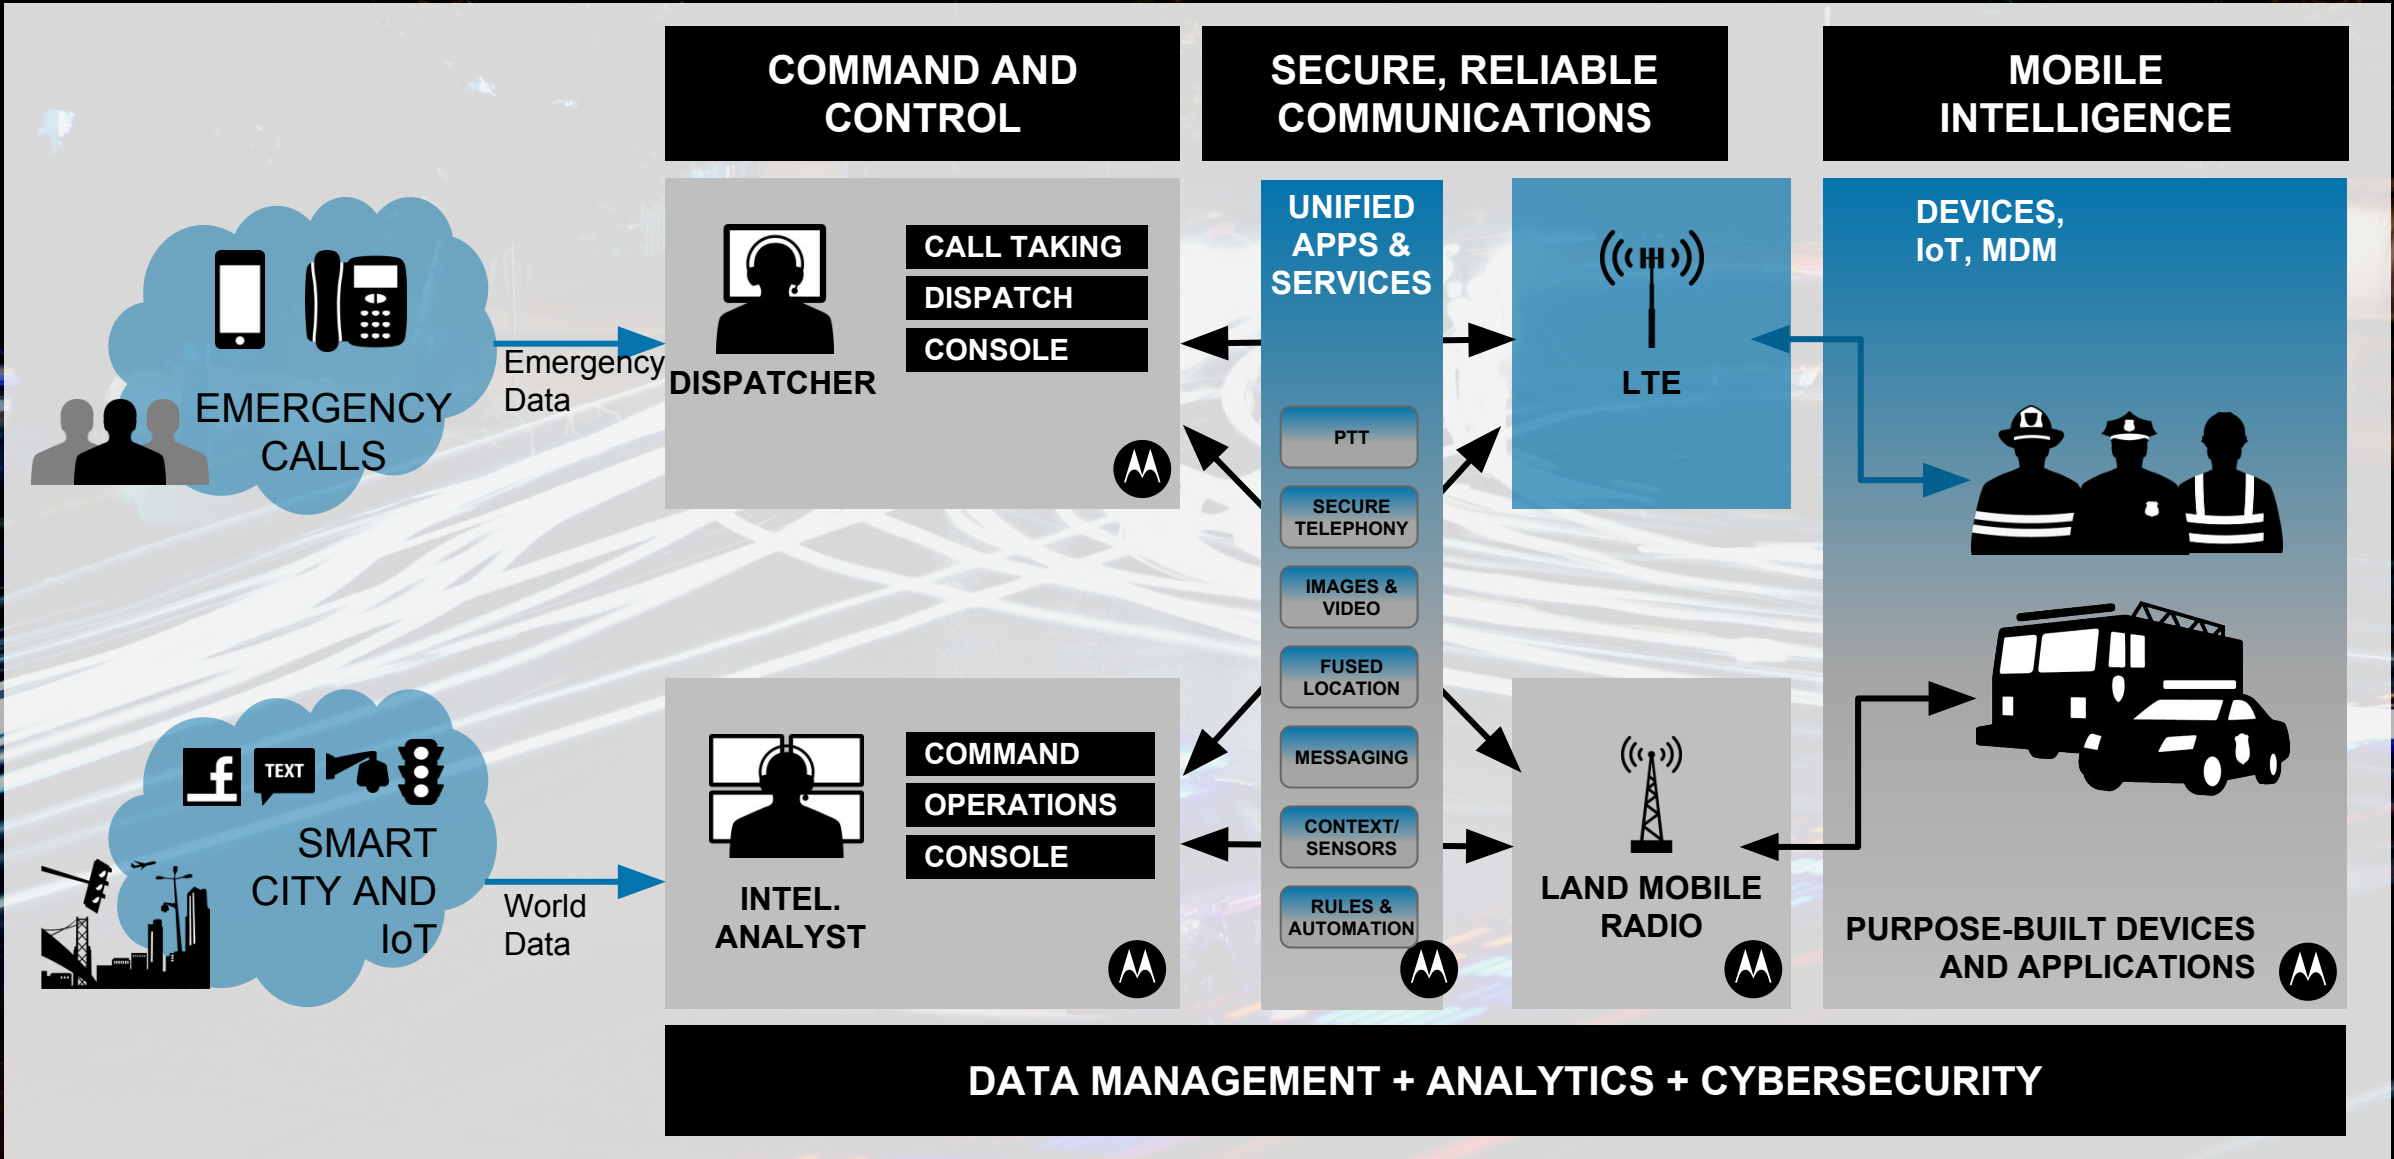 COMMAND AND
CONTROL
SECURE, RELIABLE
COMMUNICATIONS
MOBILE
INTELLIGENCE
EMERGENCY
CALLS
Emergency
Data
DISPATCHER
CALL TAKING
DISPATCH
CONSOLE
UNIFIED
APPS &
SERVICES
PTT
SECURE
TELEPHONY
IMAGES &
VIDEO
FUSED
LOCATION
MESSAGING
CONTEXT/
SENSORS
RULES &
AUTOMATION
LTE
DEVICES,
IoT, MDM
f
TEXT
SMART
CITY AND
IoT
World
Data
INTEL.
ANALYST
COMMAND
OPERATIONS
CONSOLE
LAND MOBILE
RADIO
PURPOSE-BUILT DEVICES
AND APPLICATIONS
DATA MANAGEMENT + ANALYTICS + CYBERSECURITY